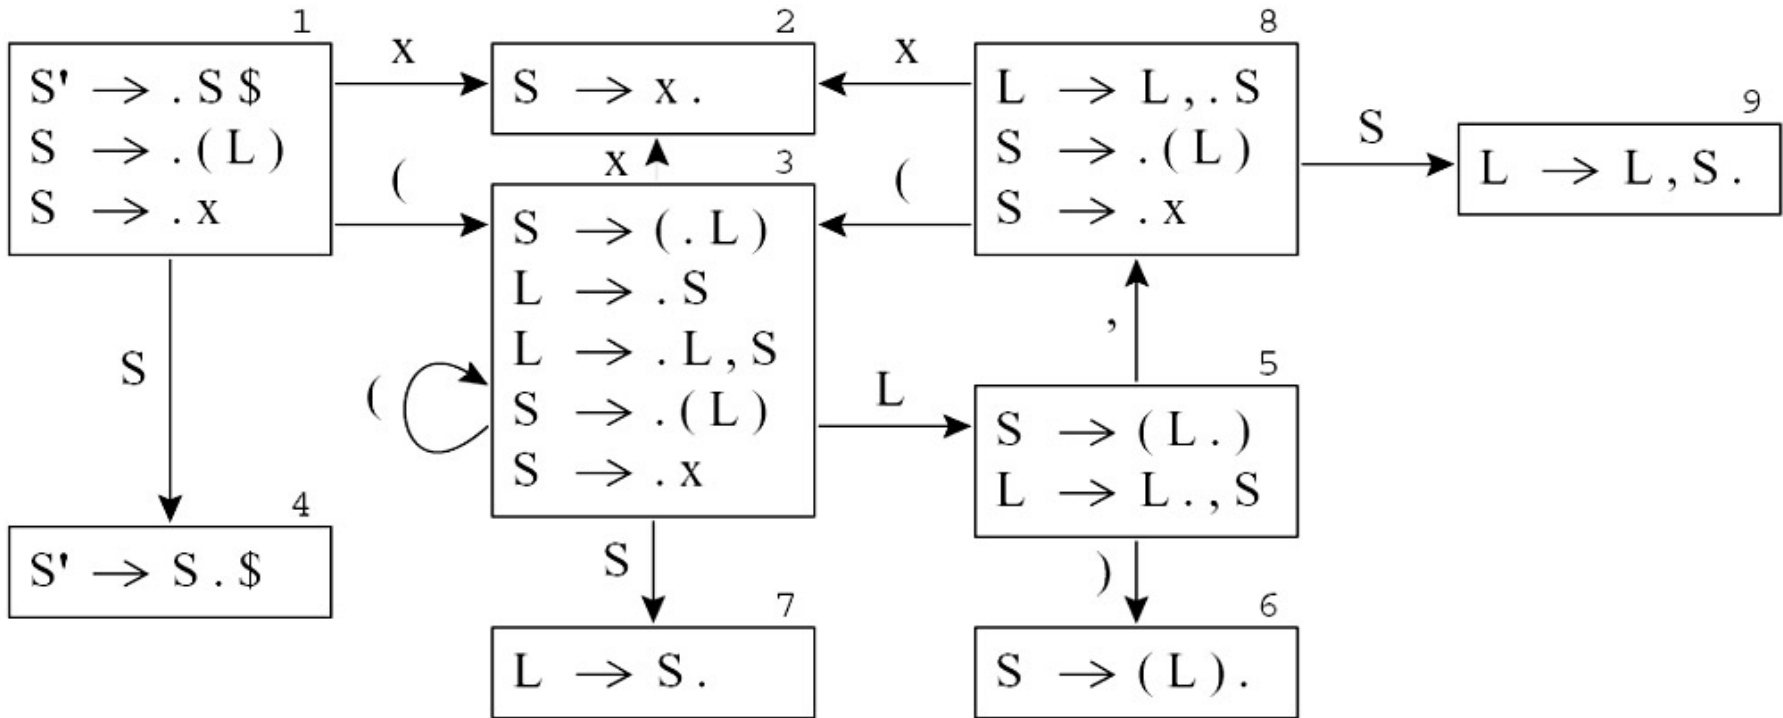 1
S' → . S $
S → . ( L )
S → . x
x
(
S
4
S' → S . $
2
S → x .
x
3
S → ( . L )
L → . S
L → . L , S
S → . ( L )
S → . x
(
S
7
L → S .
L
x
(
8
L → L , . S
S → . ( L )
S → . x
,
5
S → ( L . )
L → L . , S
)
6
S → ( L ) .
S
9
L → L , S .